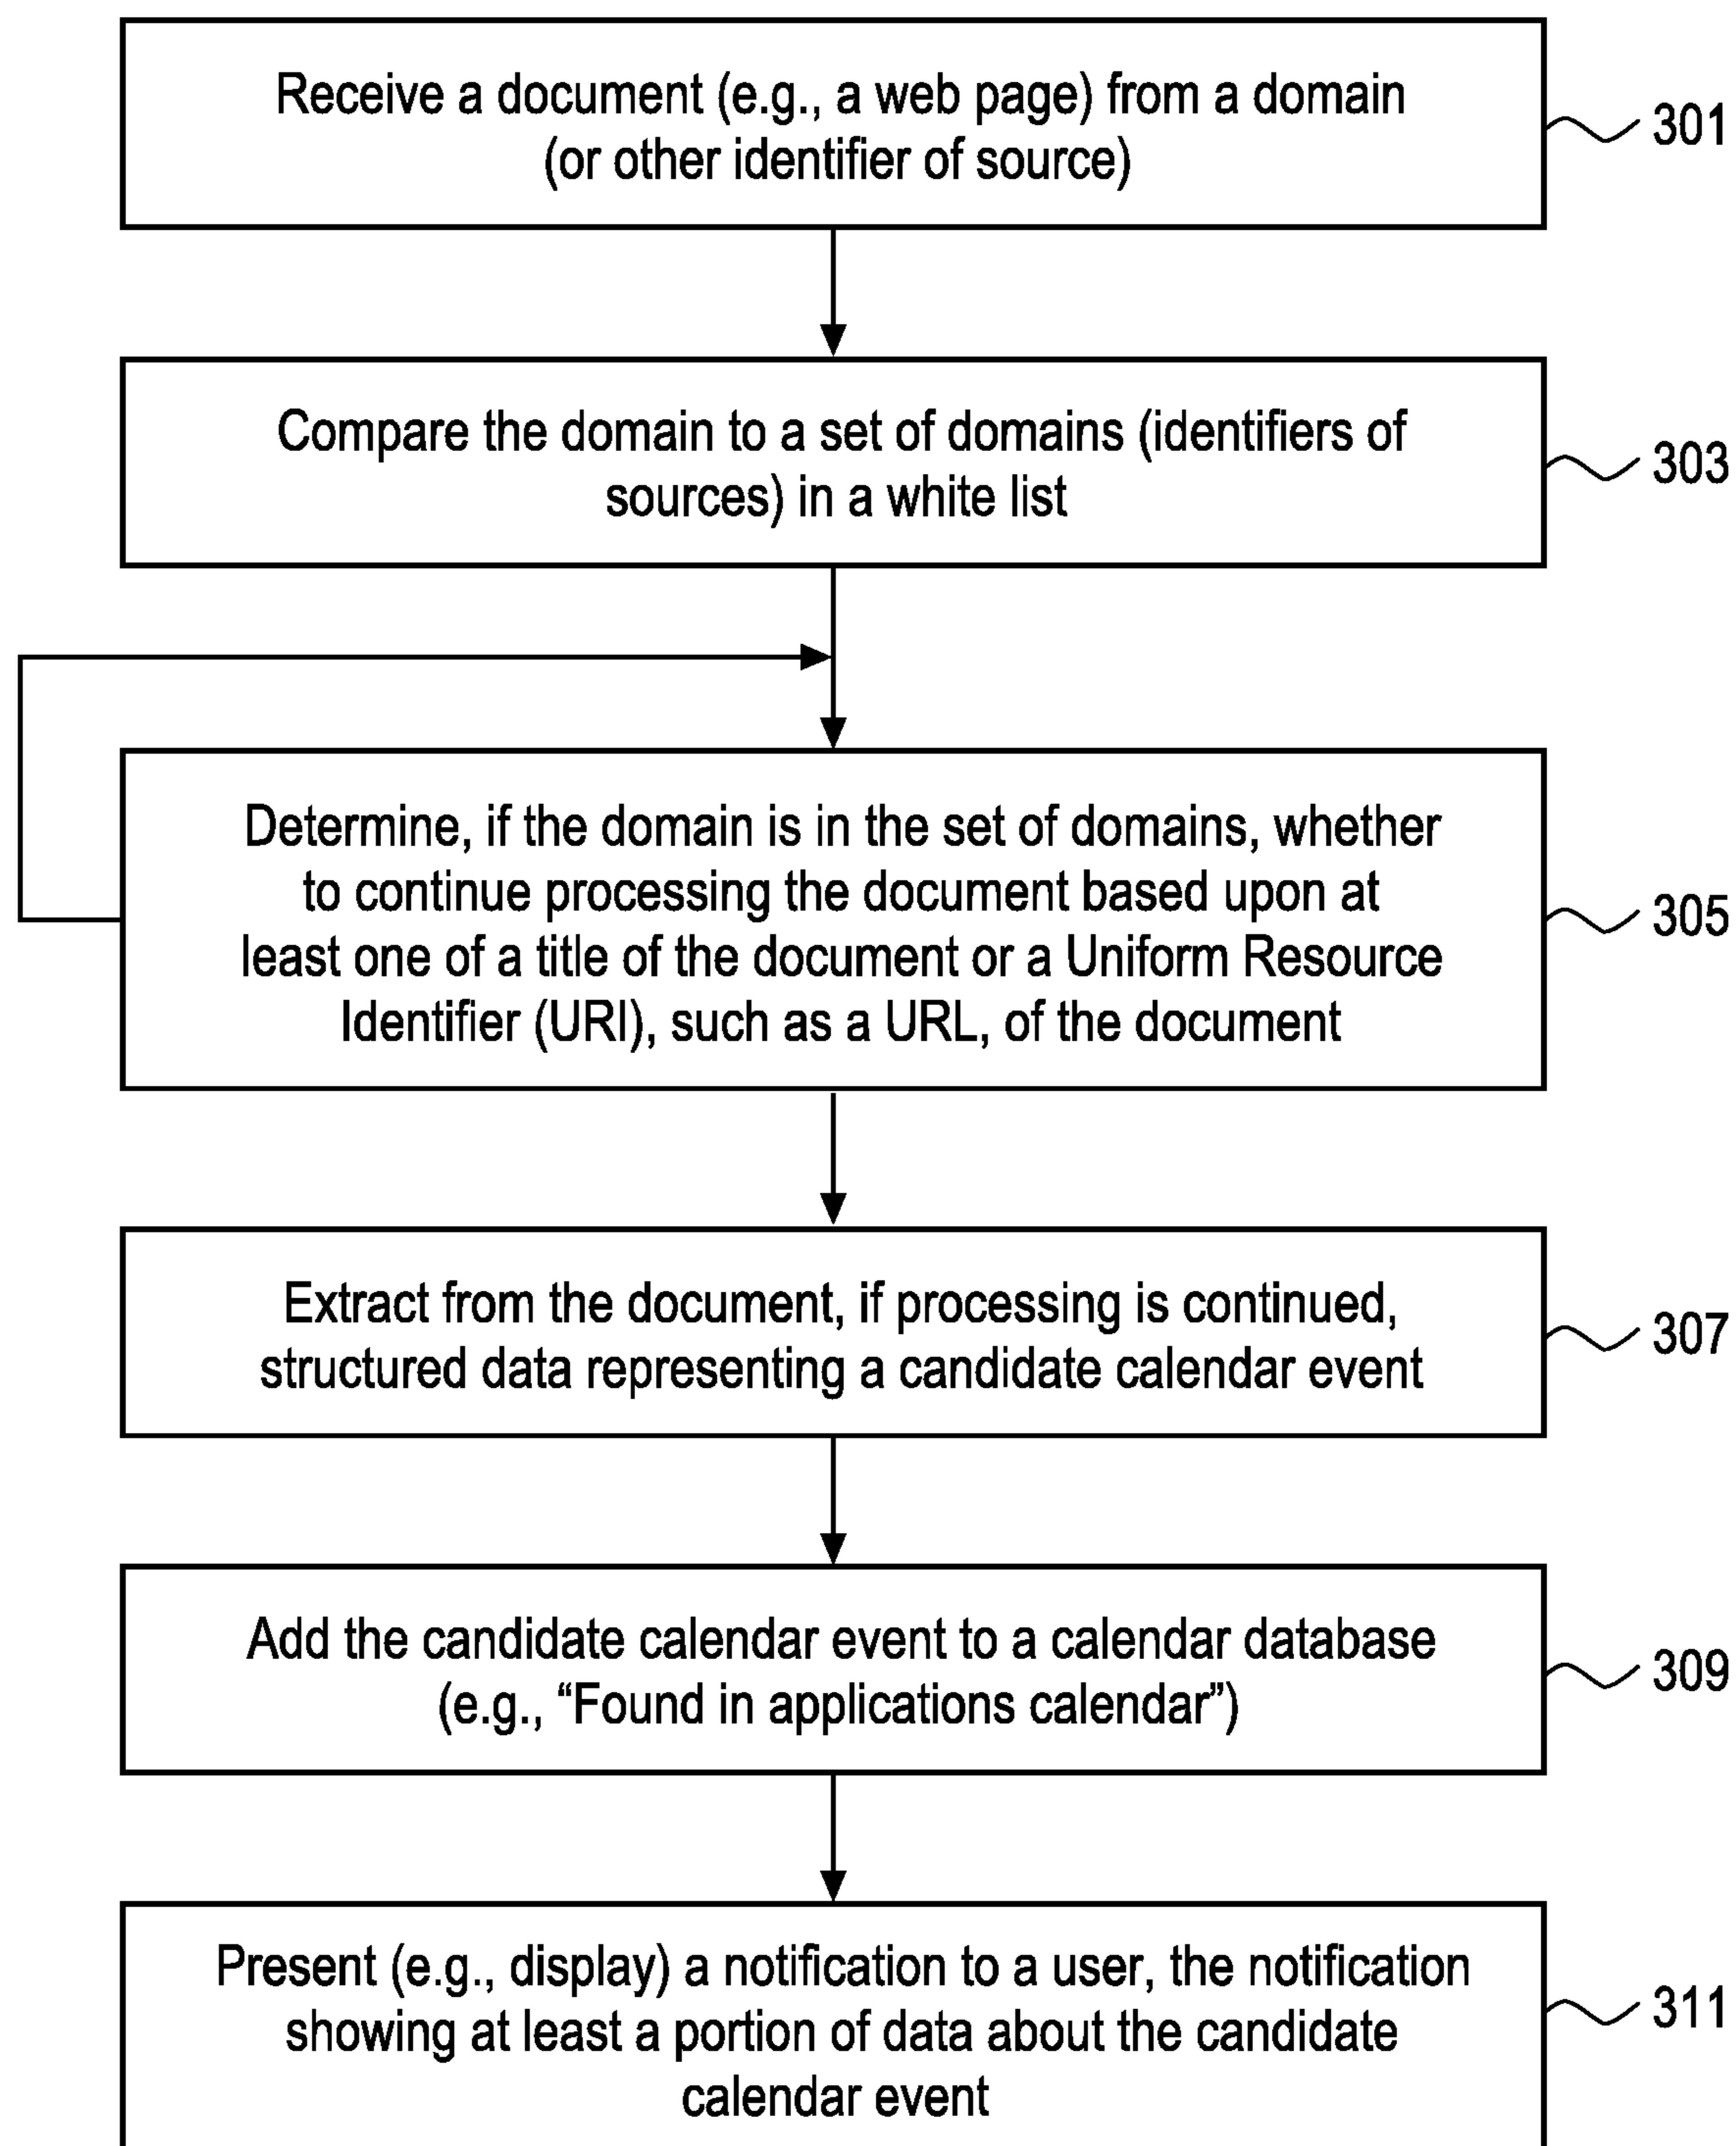 Receive a document (e.g., a web page) from a domain
(or other identifier of source)
301
Compare the domain to a set of domains (identifiers of
sources) in a white list
303
Determine, if the domain is in the set of domains, whether
to continue processing the document based upon at
least one of a title of the document or a Uniform Resource
Identifier (URI), such as a URL, of the document
305
Extract from the document, if processing is continued,
structured data representing a candidate calendar event
307
Add the candidate calendar event to a calendar database
(e.g., “Found in applications calendar”)
309
Present (e.g., display) a notification to a user, the notification
showing at least a portion of data about the candidate
calendar event
311